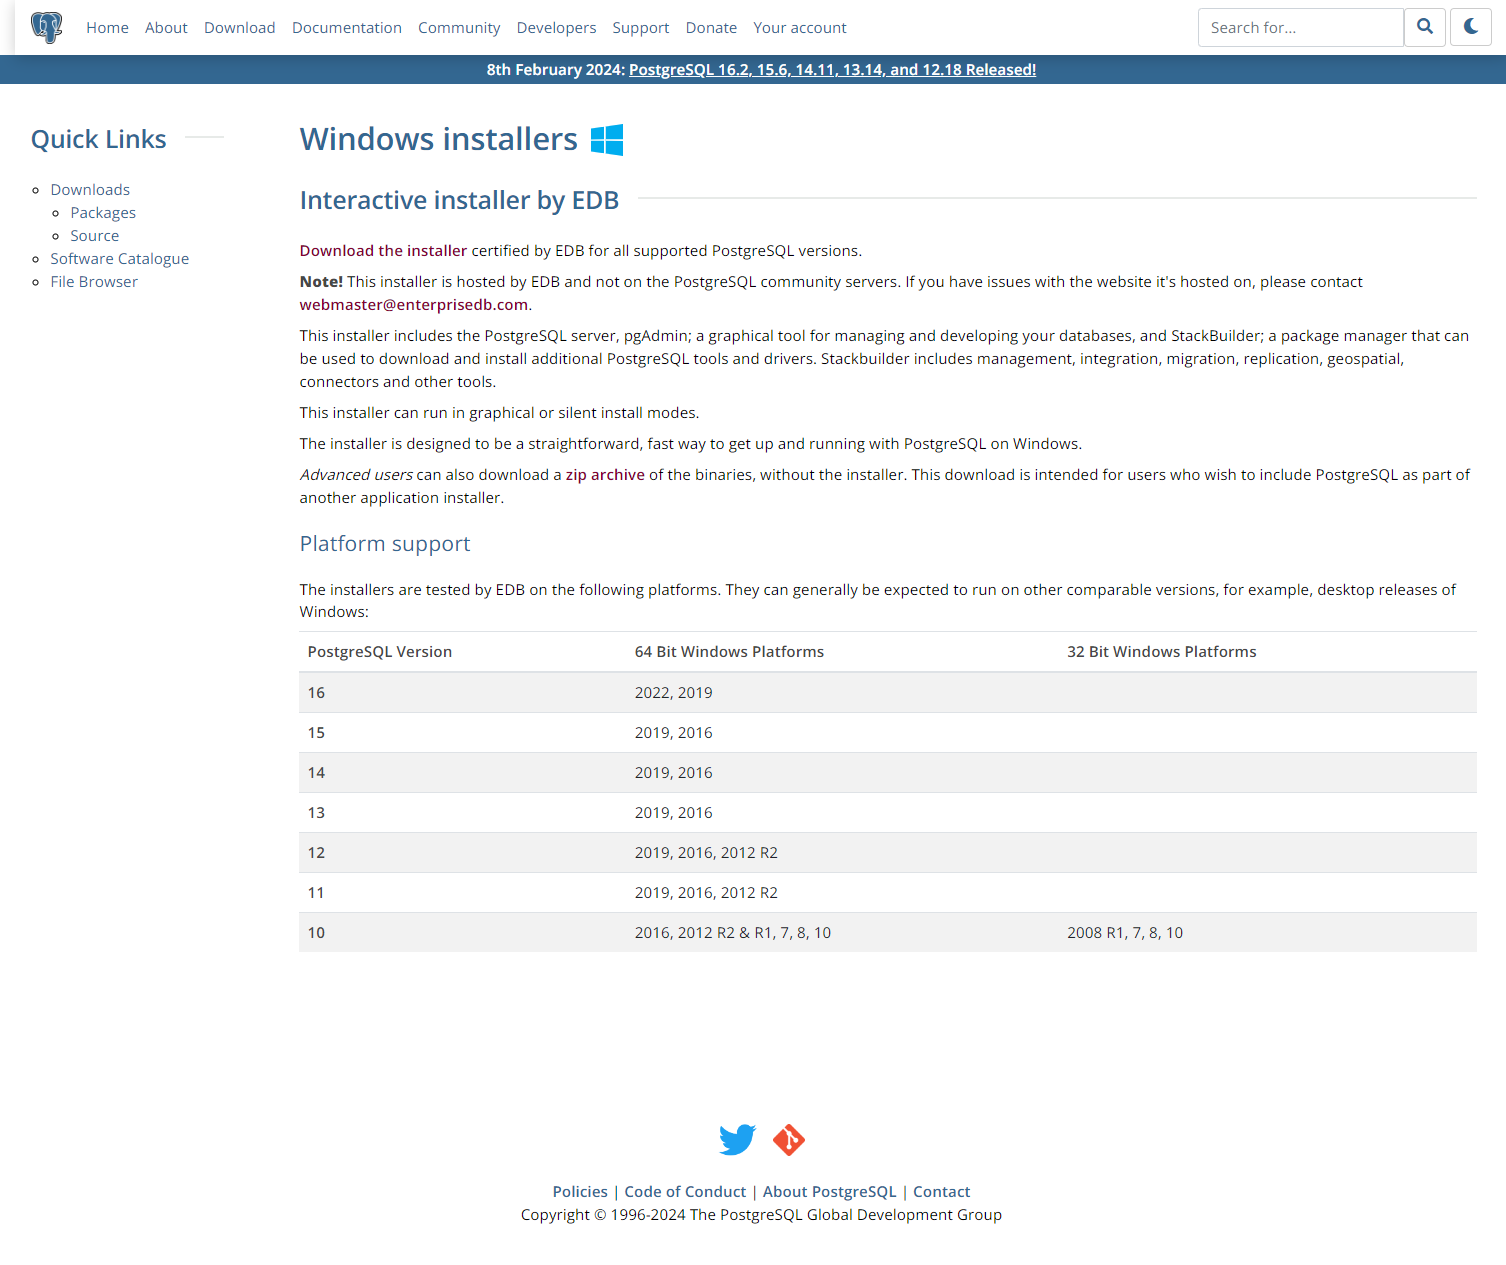 Home About Download Documentation Community Developers Support Donate Your account Search for...
8th February 2024: PostgreSQL 16.2, 15.6, 14.11, 13.14, and 12.18 Released!
Quick Links
Downloads
Packages
Source
Software Catalogue
File Browser
Windows installers
Interactive installer by EDB
Download the installer certified by EDB for all supported PostgreSQL versions.
Note! This installer is hosted by EDB and not on the PostgreSQL community servers. If you have issues with the website it's hosted on, please contact
webmaster@enterprisedb.com.
This installer includes the PostgreSQL server, pgAdmin; a graphical tool for managing and developing your databases, and StackBuilder; a package manager that can
be used to download and install additional PostgreSQL tools and drivers. Stackbuilder includes management, integration, migration, replication, geospatial,
connectors and other tools.
This installer can run in graphical or silent install modes.
The installer is designed to be a straightforward, fast way to get up and running with PostgreSQL on Windows.
Advanced users can also download a zip archive of the binaries, without the installer. This download is intended for users who wish to include PostgreSQL as part of
another application installer.
Platform support
The installers are tested by EDB on the following platforms. They can generally be expected to run on other comparable versions, for example, desktop releases of
Windows:
PostgreSQL Version 64 Bit Windows Platforms 32 Bit Windows Platforms
16 2022, 2019
15 2019, 2016
14 2019, 2016
13 2019, 2016
12 2019, 2016, 2012 R2
11 2019, 2016, 2012 R2
10 2016, 2012 R2 & R1, 7, 8, 10 2008 R1, 7, 8, 10
Policies | Code of Conduct | About PostgreSQL | Contact
Copyright © 1996-2024 The PostgreSQL Global Development Group